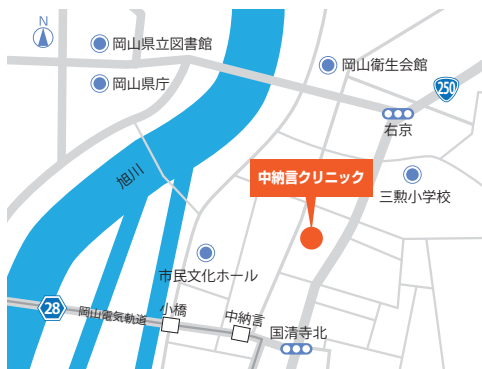 N
岡山県立図書館
岡山衛生会館
岡山県庁
250
右京
旭川
中納言クリニック
三勲小学校
市民文化ホール
28
岡山電気軌道
小橋
中納言
国清寺北